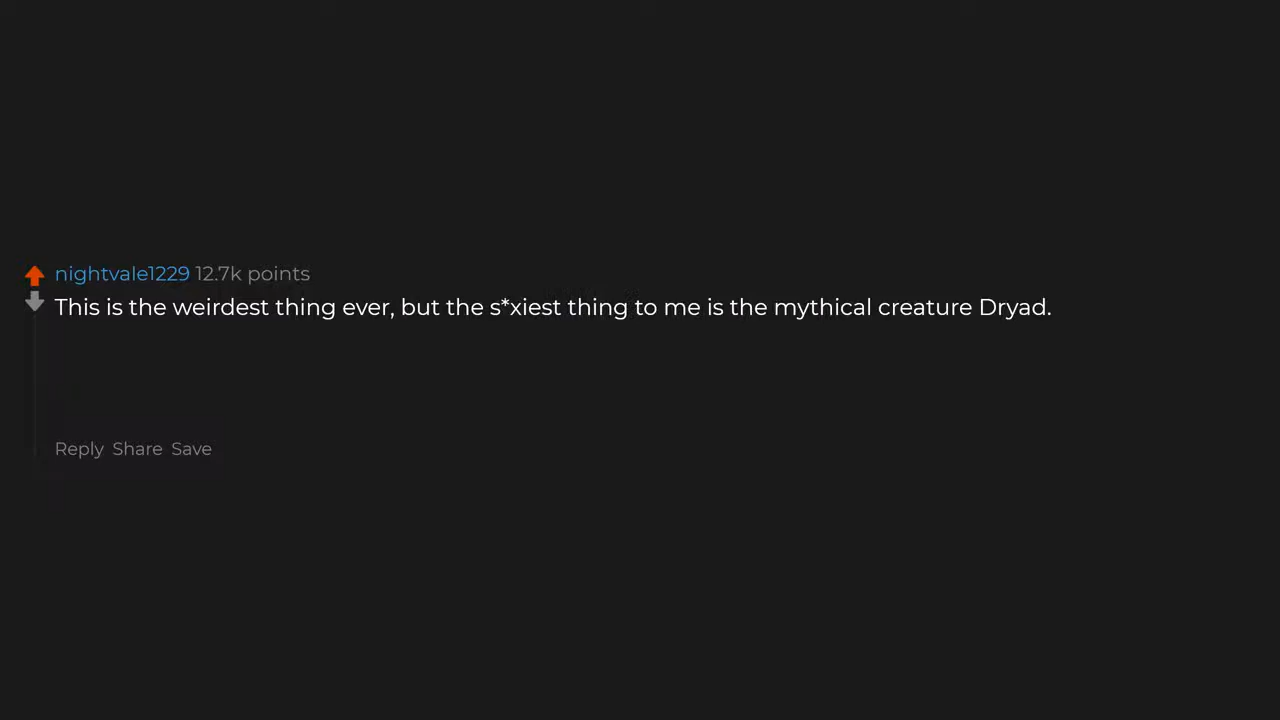 nightvale1229 12.7k points
This is the weirdest thing ever, but the s*xiest thing to me is the mythical creature Dryad.
Reply Share Save